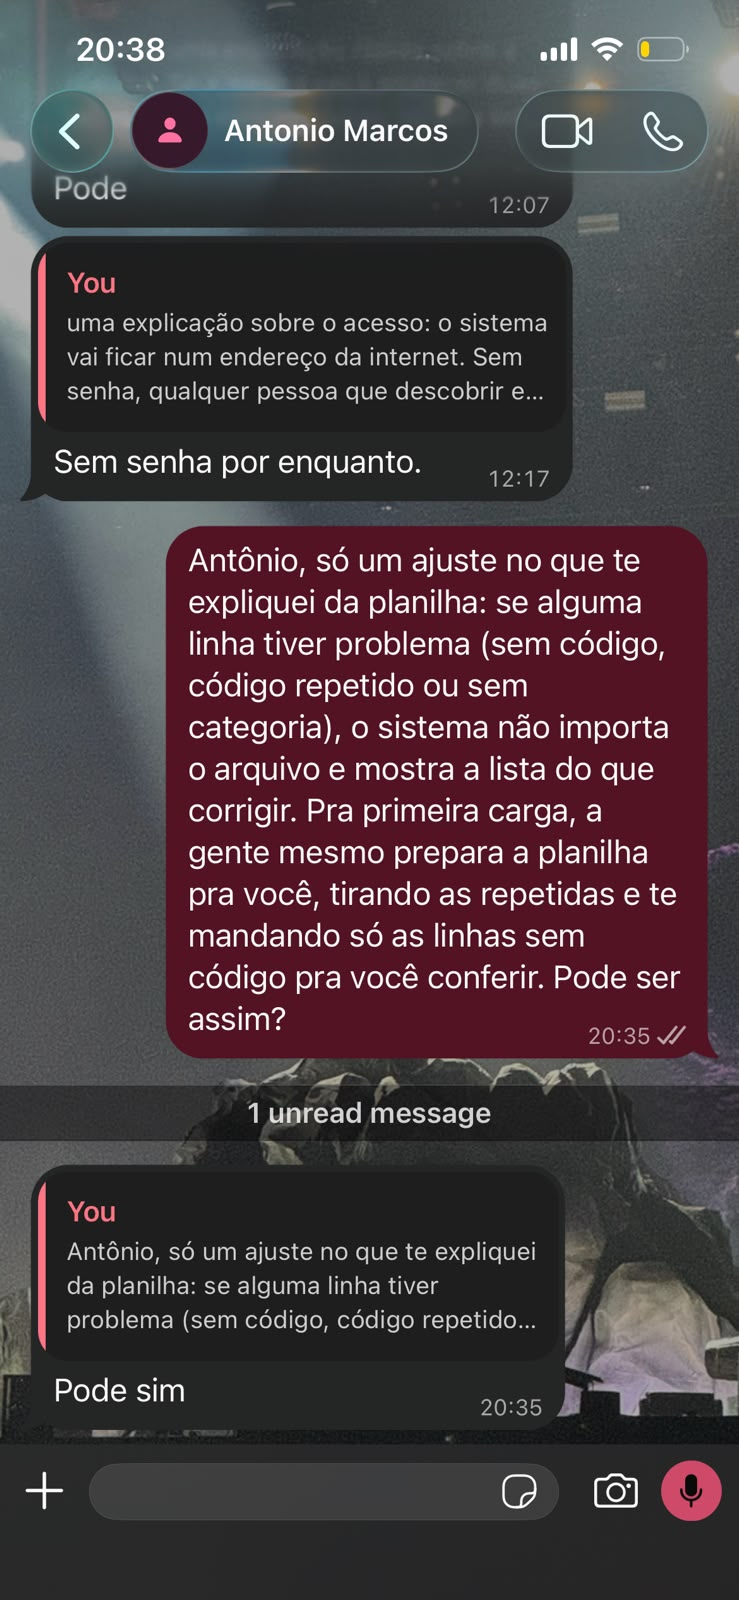 20:38
Antonio Marcos
Pode
12:07
You
uma explicação sobre o acesso: o sistema
vai ficar num endereço da internet. Sem
senha, qualquer pessoa que descobrir e...
Sem senha por enquanto.
12:17
Antônio, só um ajuste no que te
expliquei da planilha: se alguma
linha tiver problema (sem código,
código repetido ou sem
categoria), o sistema não importa
o arquivo e mostra a lista do que
corrigir. Pra primeira carga, a
gente mesmo prepara a planilha
pra você, tirando as repetidas e te
mandando só as linhas sem
código pra você conferir. Pode ser
assim?
20:35
1 unread message
You
Antônio, só um ajuste no que te expliquei
da planilha: se alguma linha tiver
problema (sem código, código repetido...
Pode sim
20:35